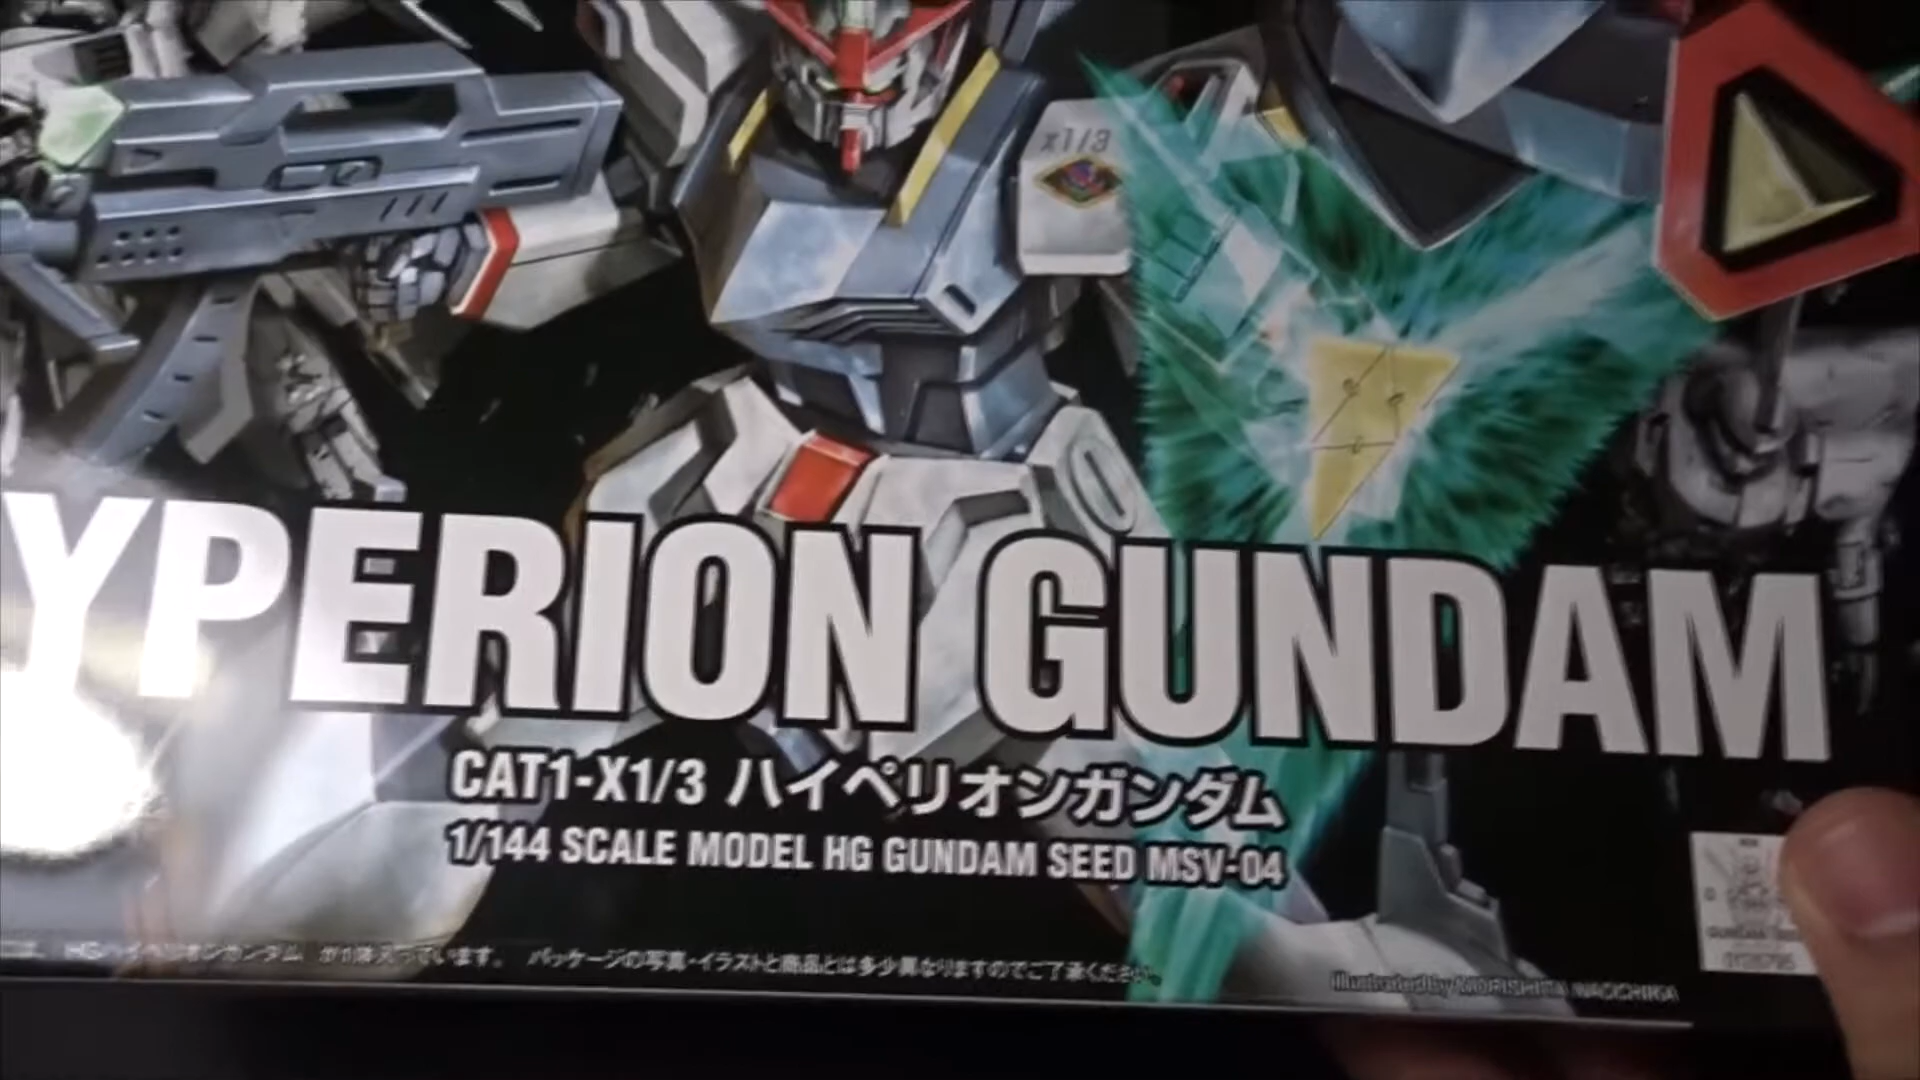 x1/3
YPERION GUNDAM
CAT1-X1/3 ハイペリオンガンダム
1/144 SCALE MODEL HG GUNDAM SEED MSV-04
HG ハイペリオンガンダム が1体入っています。 パッケージの写真・イラストと商品とは多少異なりますのでご了承ください。
Illustrated by MORISHITA NAOCHIKA